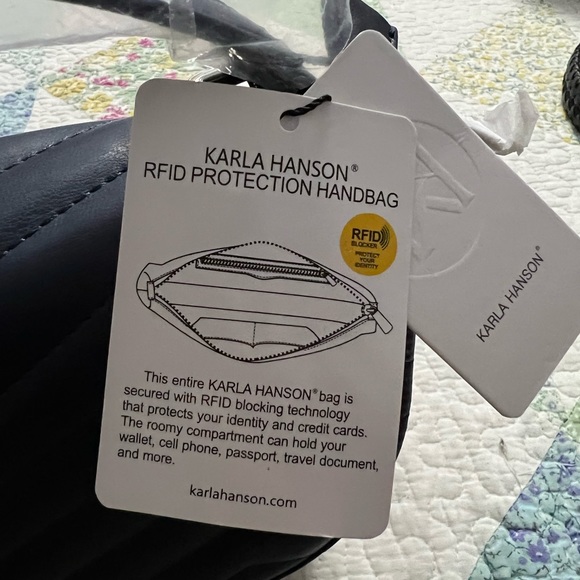 KARLA HANSON®
RFID PROTECTION HANDBAG
RFID
BLOCKER
PROTECT
YOUR
IDENTITY
This entire KARLA HANSON® bag is
secured with RFID blocking technology
that protects your identity and credit cards.
The roomy compartment can hold your
wallet, cell phone, passport, travel document,
and more.
karlahanson.com
KARLA HANSON®